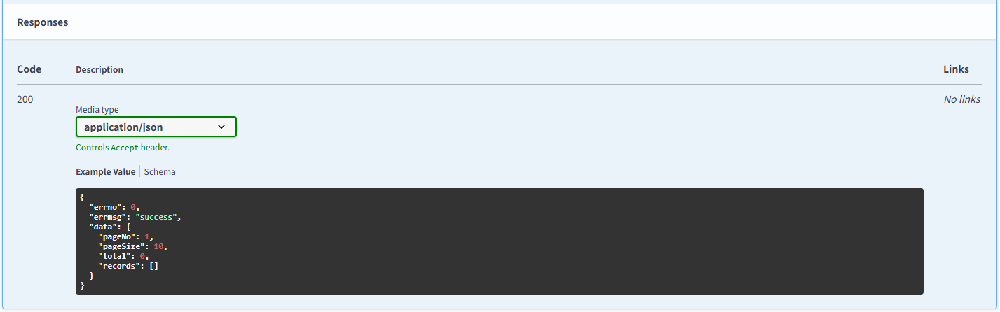 Responses
Code Description Links
200 No links
Media type
application/json
Controls Accept header.
Example Value Schema
{
  "errno": 0,
  "errmsg": "success",
  "data": {
    "pageNo": 1,
    "pageSize": 10,
    "total": 0,
    "records": []
  }
}